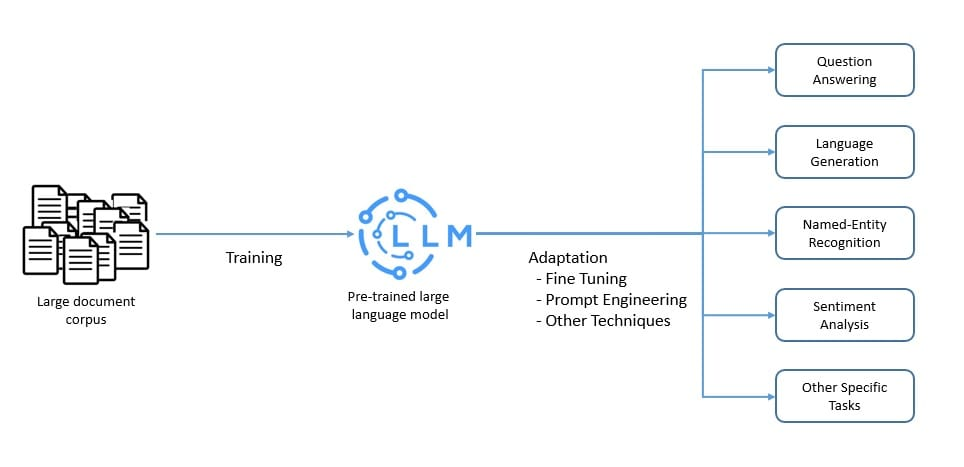 Large document
corpus
Training
LLM
Pre-trained large
language model
Adaptation
- Fine Tuning
- Prompt Engineering
- Other Techniques
Question
Answering
Language
Generation
Named-Entity
Recognition
Sentiment
Analysis
Other Specific
Tasks